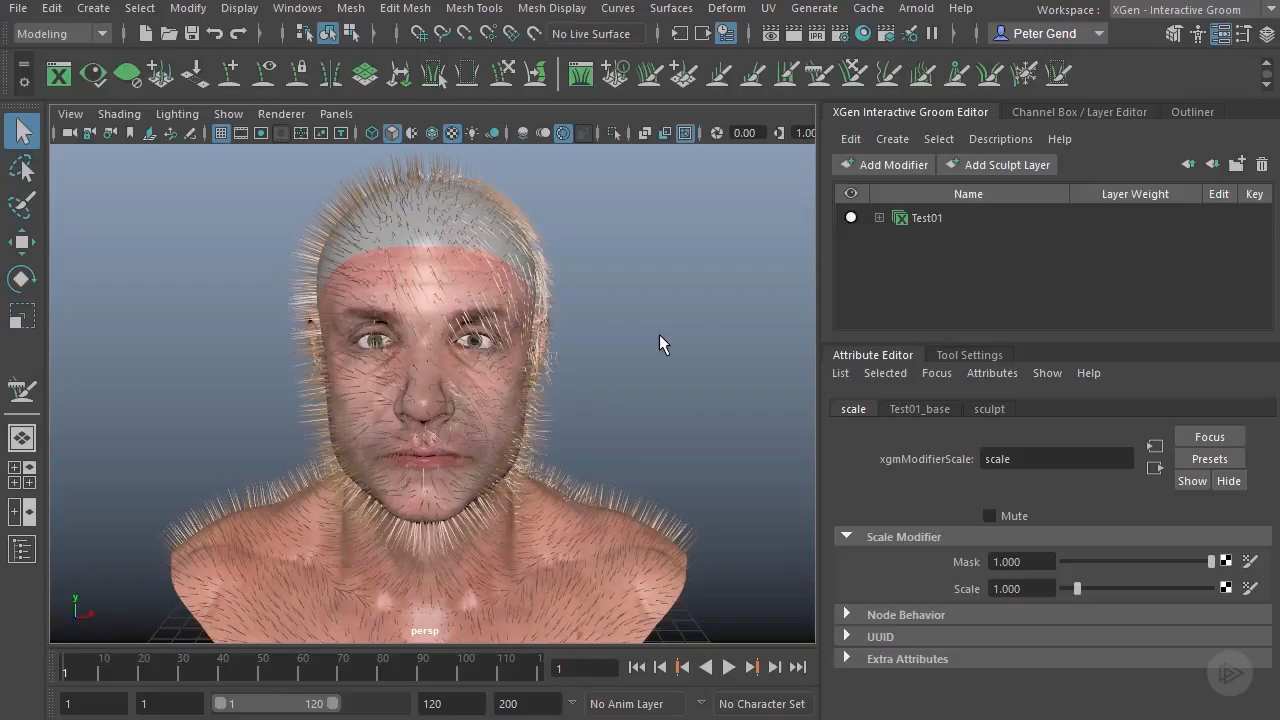 File Edit Create Select Modify Display Windows Mesh Edit Mesh Mesh Tools Mesh Display Curves Surfaces Deform UV Generate Cache Arnold Help Workspace : XGen - Interactive Groom
Modeling No Live Surface Peter Gend
View Shading Lighting Show Renderer Panels
0.00 1.00
XGen Interactive Groom Editor Channel Box / Layer Editor Outliner
Edit Create Select Descriptions Help
Add Modifier Add Sculpt Layer
Name Layer Weight Edit Key
Test01
Attribute Editor Tool Settings
List Selected Focus Attributes Show Help
scale Test01_base sculpt
Focus
xgmModifierScale: scale Presets
Show Hide
Mute
Scale Modifier
Mask 1.000
Scale 1.000
Node Behavior
UUID
Extra Attributes
y
x
persp
1 10 20 30 40 50 60 70 80 90 100 110 1
1
1 1 1 120 120 200 No Anim Layer No Character Set